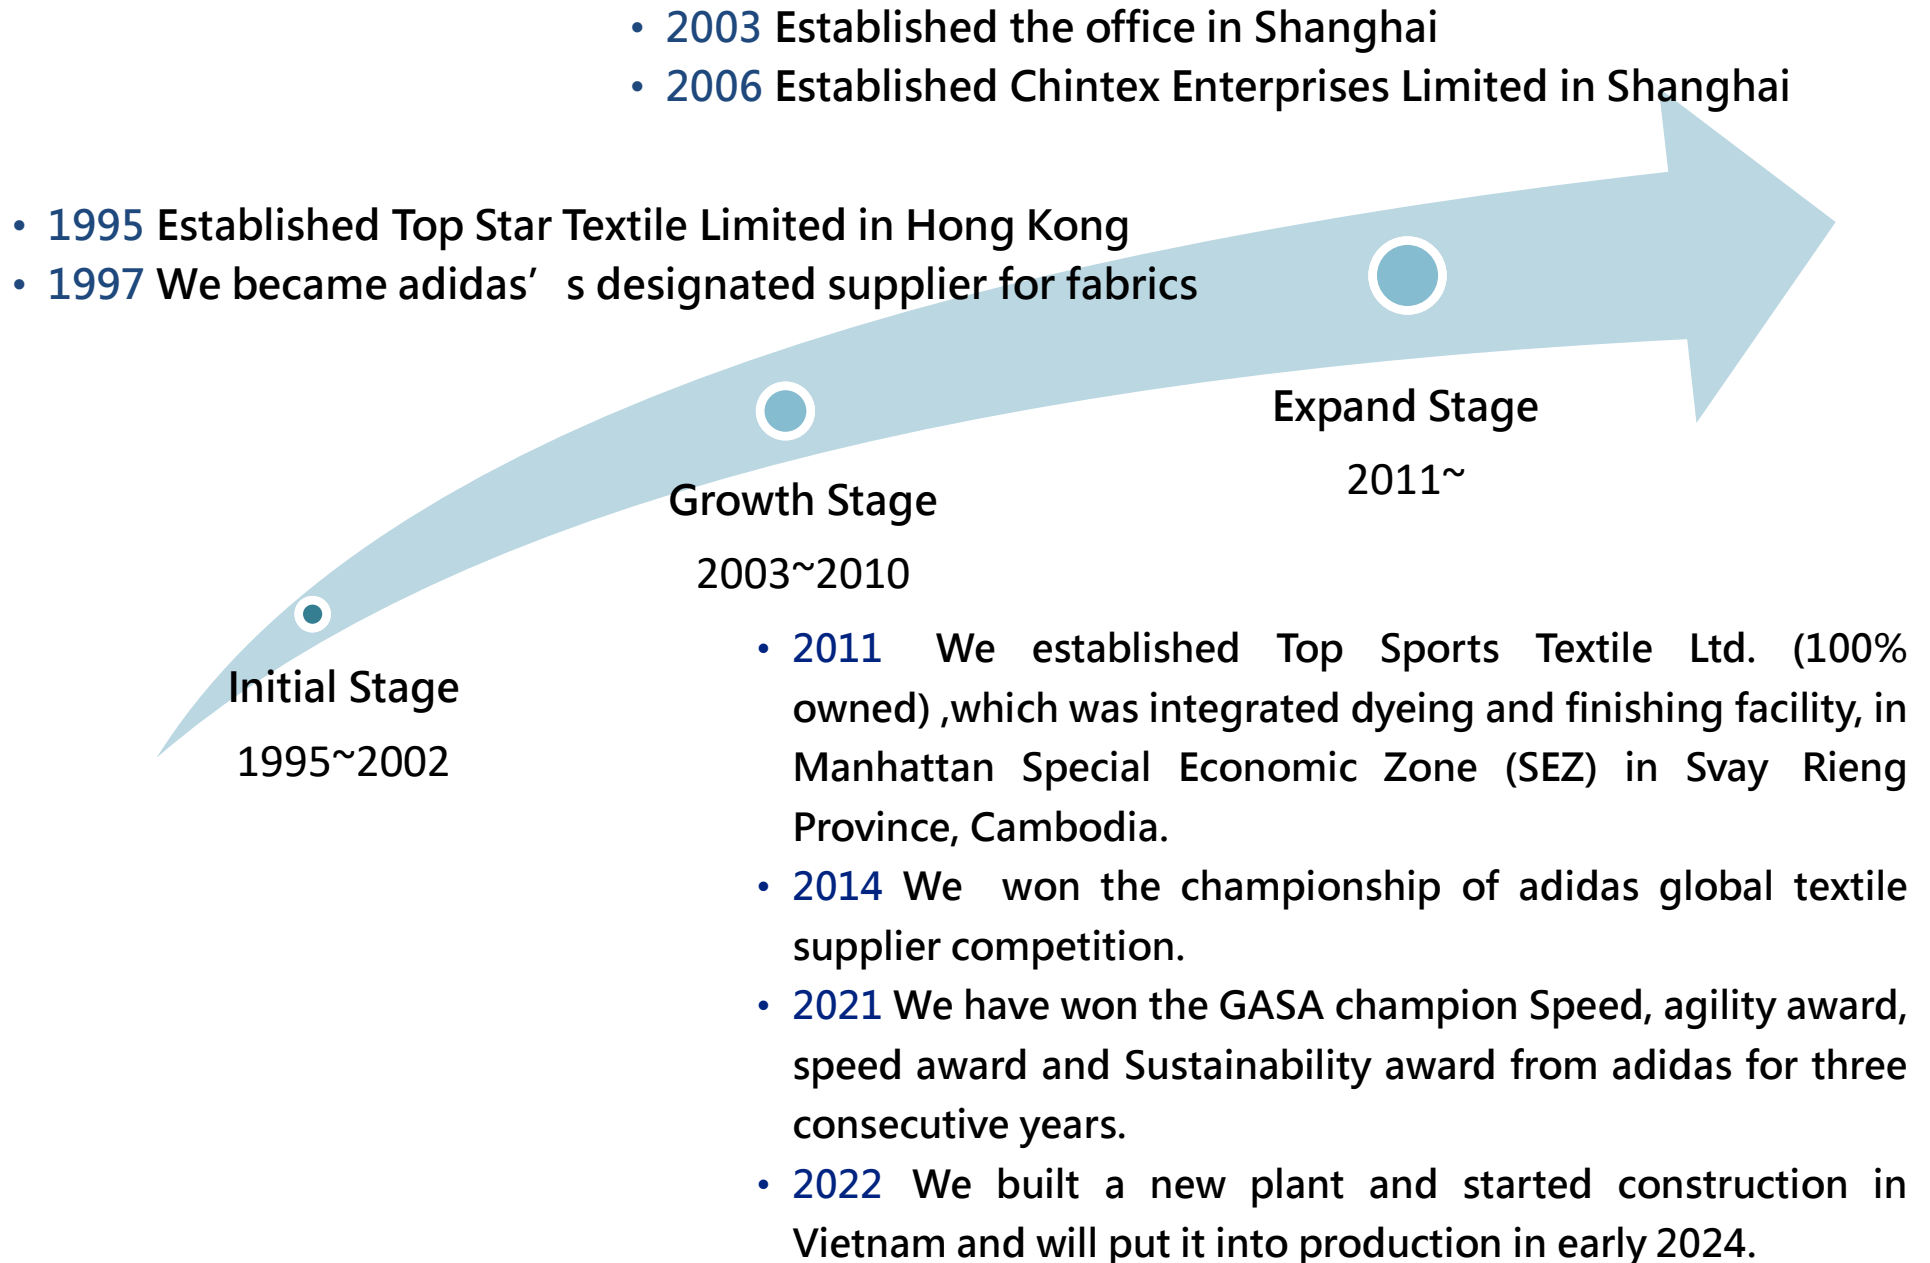 • 2003 Established the office in Shanghai
• 2006 Established Chintex Enterprises Limited in Shanghai
• 1995 Established Top Star Textile Limited in Hong Kong
• 1997 We became adidas’ s designated supplier for fabrics
Expand Stage
2011~
Growth Stage
2003~2010
Initial Stage
1995~2002
• 2011 We established Top Sports Textile Ltd. (100%
owned) ,which was integrated dyeing and finishing facility, in
Manhattan Special Economic Zone (SEZ) in Svay Rieng
Province, Cambodia.
• 2014 We won the championship of adidas global textile
supplier competition.
• 2021 We have won the GASA champion Speed, agility award,
speed award and Sustainability award from adidas for three
consecutive years.
• 2022 We built a new plant and started construction in
Vietnam and will put it into production in early 2024.